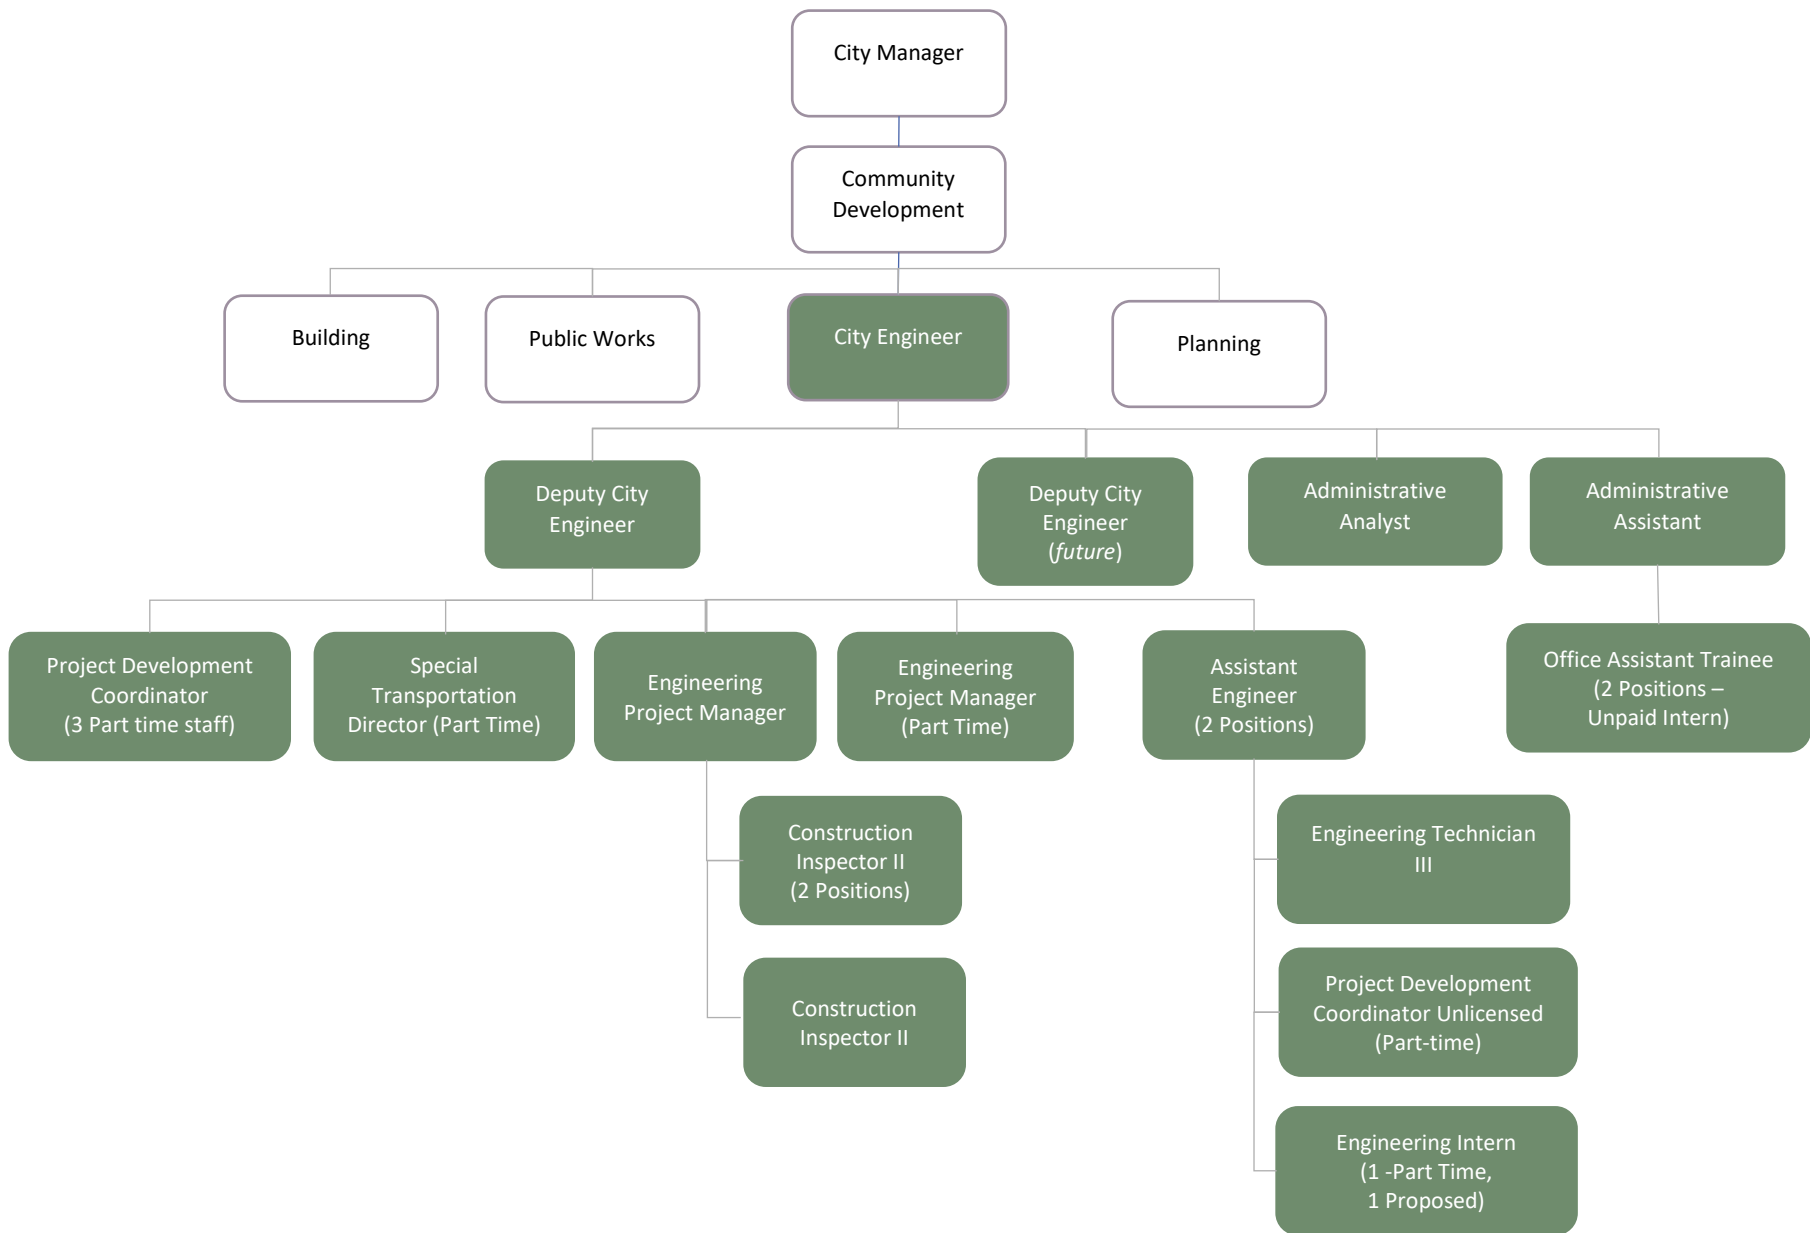 City Manager
Community
Development
Building
Public Works
City Engineer
Planning
Deputy City
Engineer
Deputy City
Engineer
(future)
Administrative
Analyst
Administrative
Assistant
Project Development
Coordinator
(3 Part time staff)
Special
Transportation
Director (Part Time)
Engineering
Project Manager
Engineering
Project Manager
(Part Time)
Assistant
Engineer
(2 Positions)
Office Assistant Trainee
(2 Positions –
Unpaid Intern)
Construction
Inspector II
(2 Positions)
Engineering Technician
III
Construction
Inspector II
Project Development
Coordinator Unlicensed
(Part-time)
Engineering Intern
(1 -Part Time,
1 Proposed)